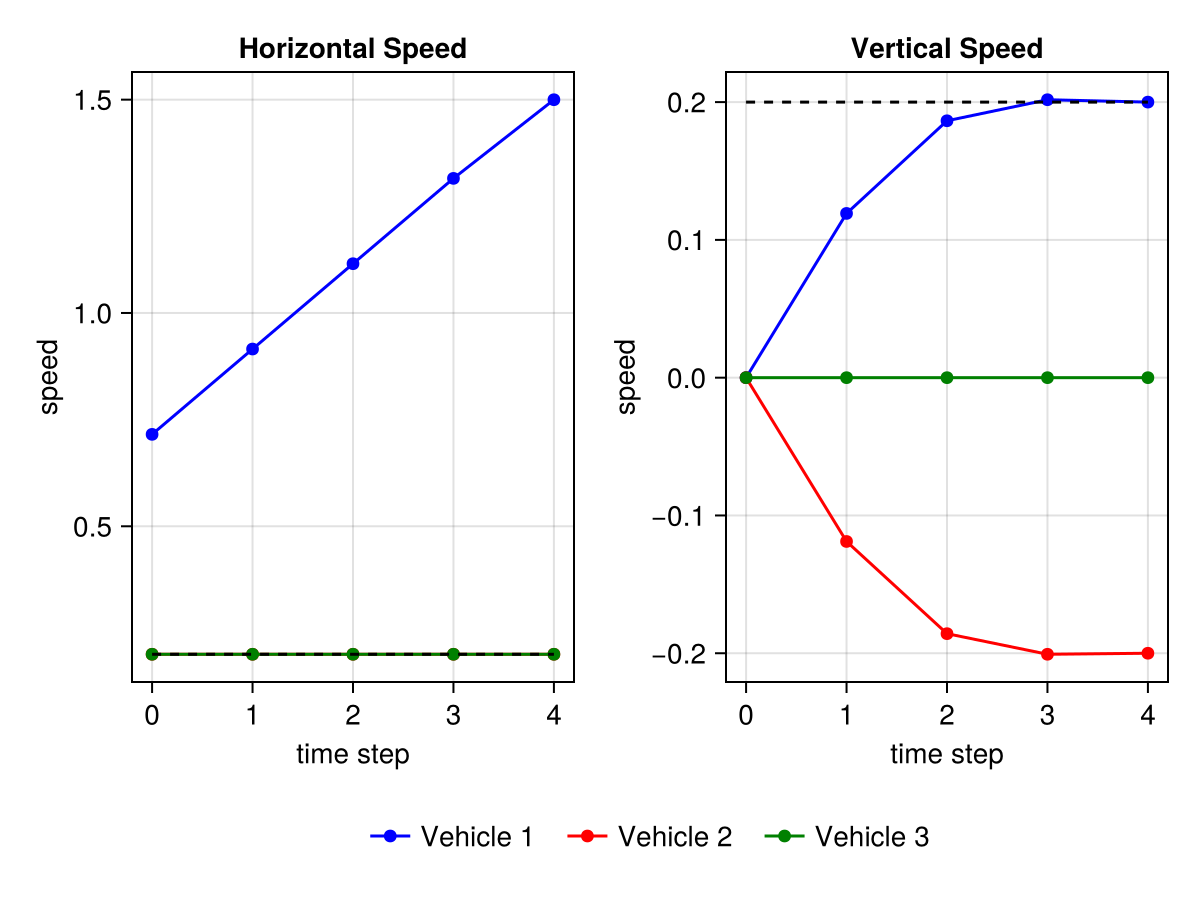 Horizontal Speed
1.5
1.0
0.5
speed
0 1 2 3 4
time step
Vertical Speed
0.2
0.1
0.0
−0.1
−0.2
speed
0 1 2 3 4
time step
Vehicle 1 Vehicle 2 Vehicle 3